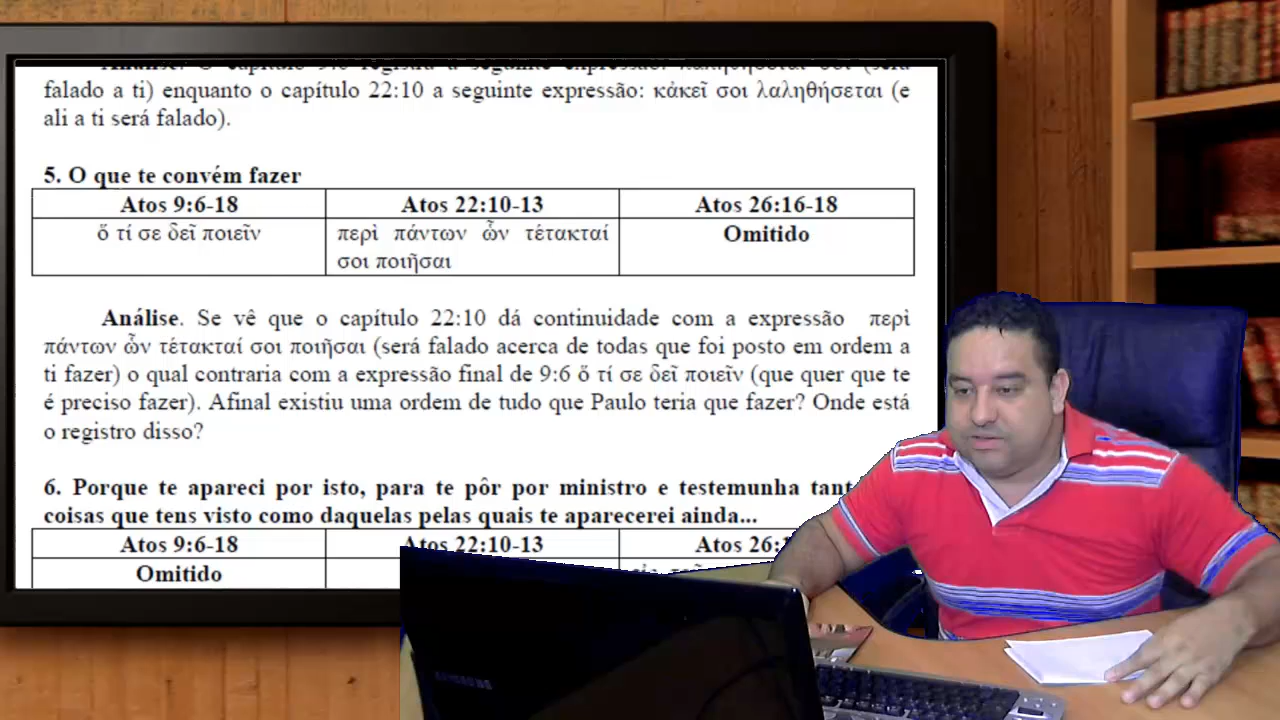 falado a ti) enquanto o capítulo 22:10 a seguinte expressão: κἀκεῖ σοι λαληθήσεται (e
ali a ti será falado).
5. O que te convém fazer
Atos 9:6-18 Atos 22:10-13 Atos 26:16-18
ὅ τί σε δεῖ ποιεῖν περὶ πάντων ὧν τέτακταί Omitido
σοι ποιῆσαι
Análise. Se vê que o capítulo 22:10 dá continuidade com a expressão περὶ
πάντων ὧν τέτακταί σοι ποιῆσαι (será falado acerca de todas que foi posto em ordem a
ti fazer) o qual contraria com a expressão final de 9:6 ὅ τί σε δεῖ ποιεῖν (que quer que te
é preciso fazer). Afinal existiu uma ordem de tudo que Paulo teria que fazer? Onde está
o registro disso?
6. Porque te apareci por isto, para te pôr por ministro e testemunha
coisas que tens visto como daquelas pelas quais te aparecerei ainda...
Atos 9:6-18 Atos 22:10-13 Atos
Omitido
SAMSUNG